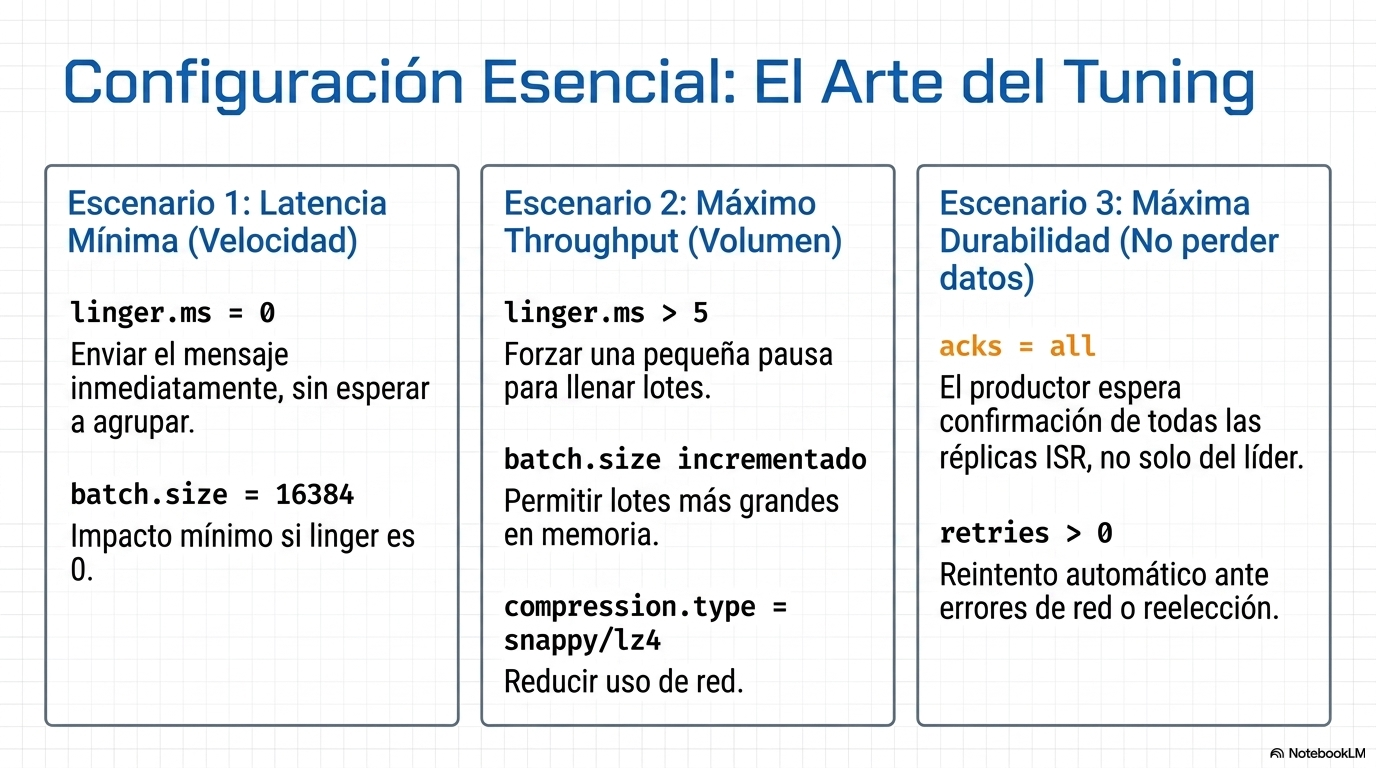 Configuración Esencial: El Arte del Tuning
Escenario 1: Latencia
Mínima (Velocidad)
linger.ms = 0
Enviar el mensaje
inmediatamente, sin esperar
a agrupar.
batch.size = 16384
Impacto mínimo si linger es
0.
Escenario 2: Máximo
Throughput (Volumen)
linger.ms > 5
Forzar una pequeña pausa
para llenar lotes.
batch.size incrementado
Permitir lotes más grandes
en memoria.
compression.type =
snappy/lz4
Reducir uso de red.
Escenario 3: Máxima
Durabilidad (No perder
datos)
acks = all
El productor espera
confirmación de todas las
réplicas ISR, no solo del líder.
retries > 0
Reintento automático ante
errores de red o reelección.
NotebookLM